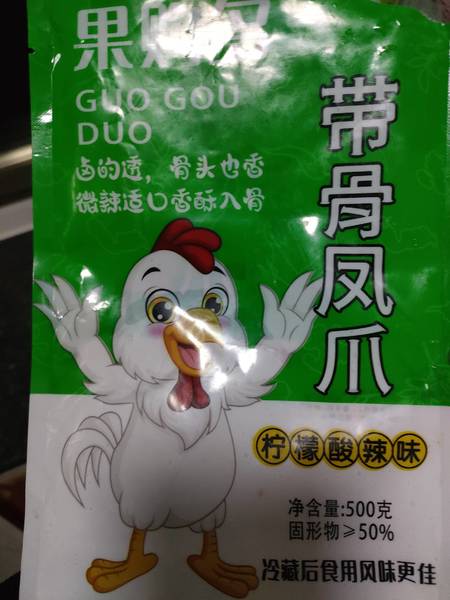 果购多
GUO GOU
DUO
卤的透，骨头也香
微辣适口香酥入骨
带骨凤爪
柠檬酸辣味
净含量:500克
固形物≥50%
冷藏后食用风味更佳